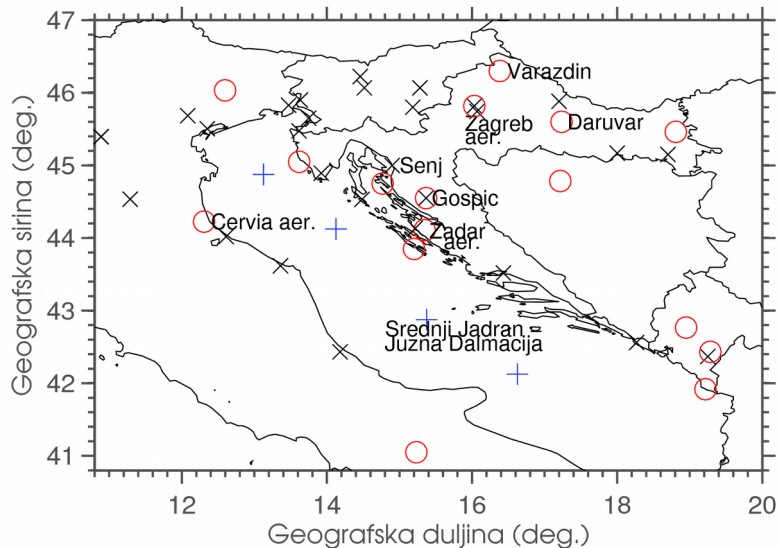 47
46
45
44
43
42
41
Geografska sirina (deg.)
Varazdin
Zagreb
aer.
Daruvar
Senj
Gospic
Cervia aer.
Zadar
aer.
Srednji Jadran
Juzna Dalmacija
12
14
16
18
20
Geografska duljina (deg.)